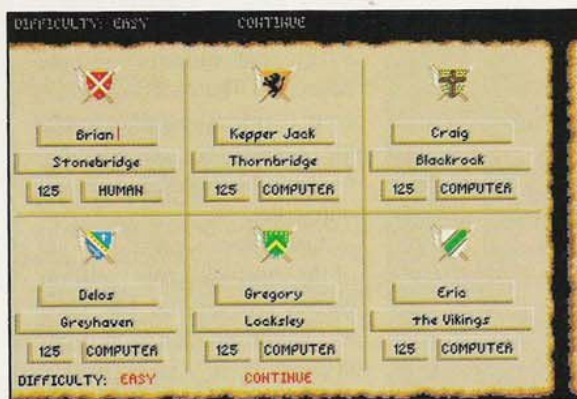 DIFFICULTY: EASY CONTINUE
Brian
Kepper Jack
Craig
Stonebridge
Thornbridge
Blackrock
125 HUMAN
125 COMPUTER
125 COMPUTER
Delos
Gregory
Eric
Greyhaven
Locksley
the Vikings
125 COMPUTER
125 COMPUTER
125 COMPUTER
DIFFICULTY: EASY CONTINUE